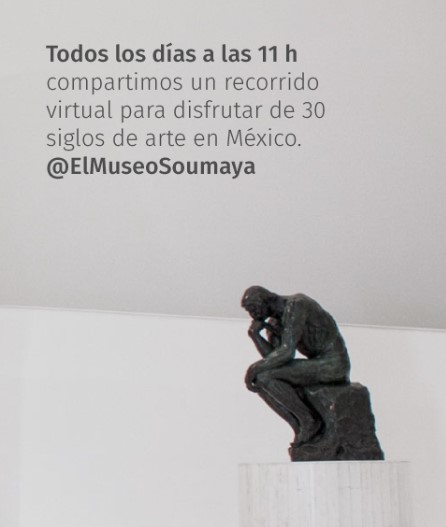 Todos los días a las 11 h
compartimos un recorrido
virtual para disfrutar de 30
siglos de arte en México.
@ElMuseoSoumaya